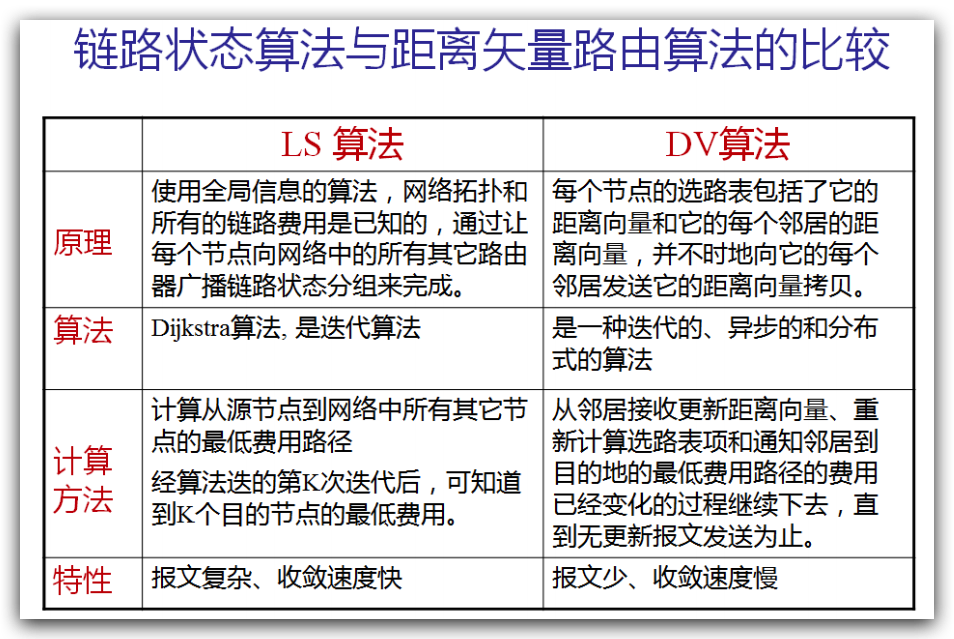 链路状态算法与距离矢量路由算法的比较
LS 算法
DV算法
原理
使用全局信息的算法，网络拓扑和
所有的链路费用是已知的，通过让
每个节点向网络中的所有其它路由
器广播链路状态分组来完成。
每个节点的选路表包括了它的
距离向量和它的每个邻居的距
离向量，并不时地向它的每个
邻居发送它的距离向量拷贝。
算法
Dijkstra算法, 是迭代算法
是一种迭代的、异步的和分布
式的算法
计算
方法
计算从源节点到网络中所有其它节
点的最低费用路径
经算法迭的第K次迭代后，可知道
到K个目的节点的最低费用。
从邻居接收更新距离向量、重
新计算选路表项和通知邻居到
目的地的最低费用路径的费用
已经变化的过程继续下去，直
到无更新报文发送为止。
特性
报文复杂、收敛速度快
报文少、收敛速度慢